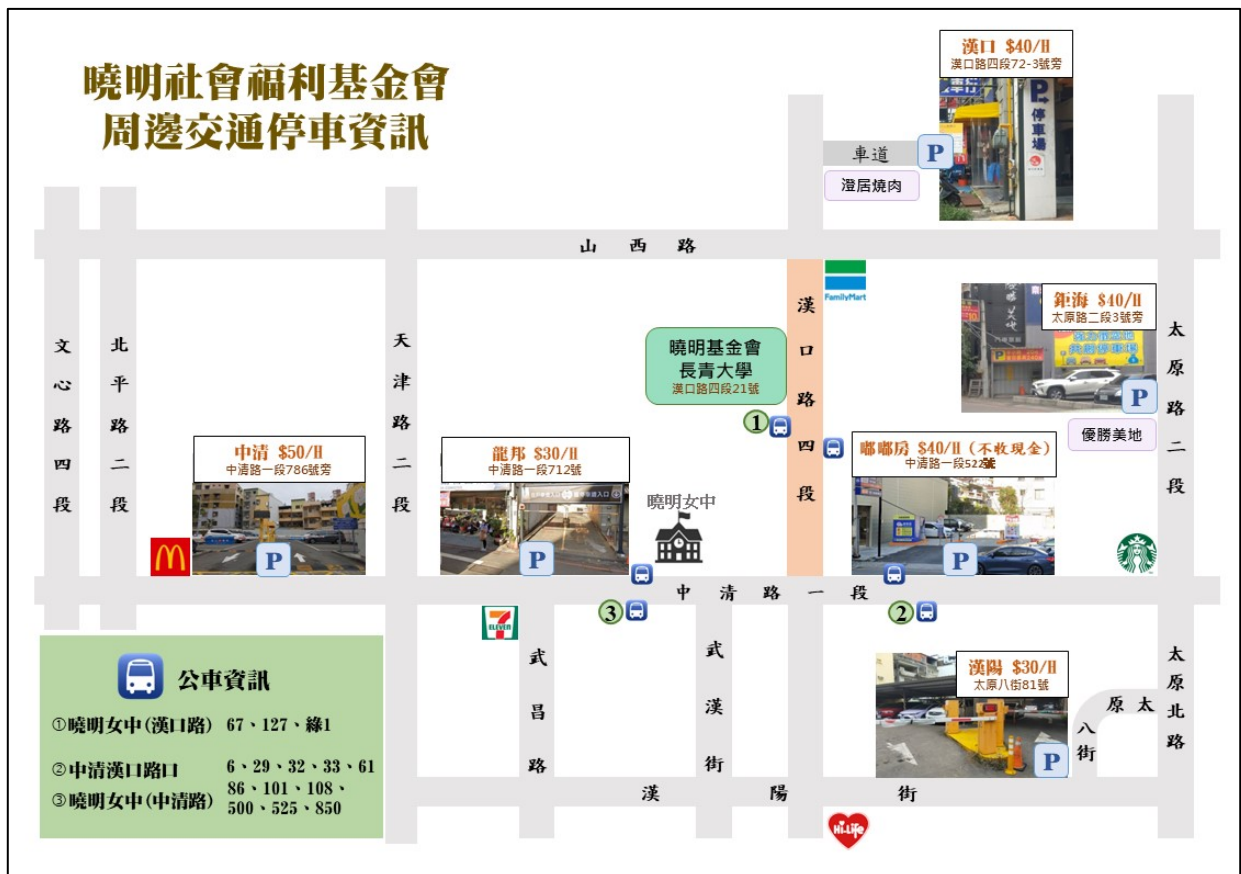 曉明社會福利基金會
周邊交通停車資訊
漢口 $40/H
漢口路四段72-3號旁
P
停車場
車道
P
澄居燒肉
山西路
FamilyMart
漢口路四段
鉅海 $40/H
太原路二段3號旁
P
優勝美地
太原路二段
文心路四段
北平路二段
天津路二段
曉明基金會
長青大學
漢口路四段21號
1
中清 $50/H
中清路一段786號旁
P
龍邦 $30/H
中清路一段712號
P
曉明女中
嘟嘟房 $40/H (不收現金)
中清路一段522號
P
中清路一段
3
2
7
ELEVEN
武昌路
武漢街
漢陽 $30/H
太原八街81號
P
太原八街
太原北路
漢陽街
Hi-Life
公車資訊
①曉明女中(漢口路) 67、127、綠1
②中清漢口路口 6、29、32、33、61
③曉明女中(中清路) 86、101、108、
500、525、850